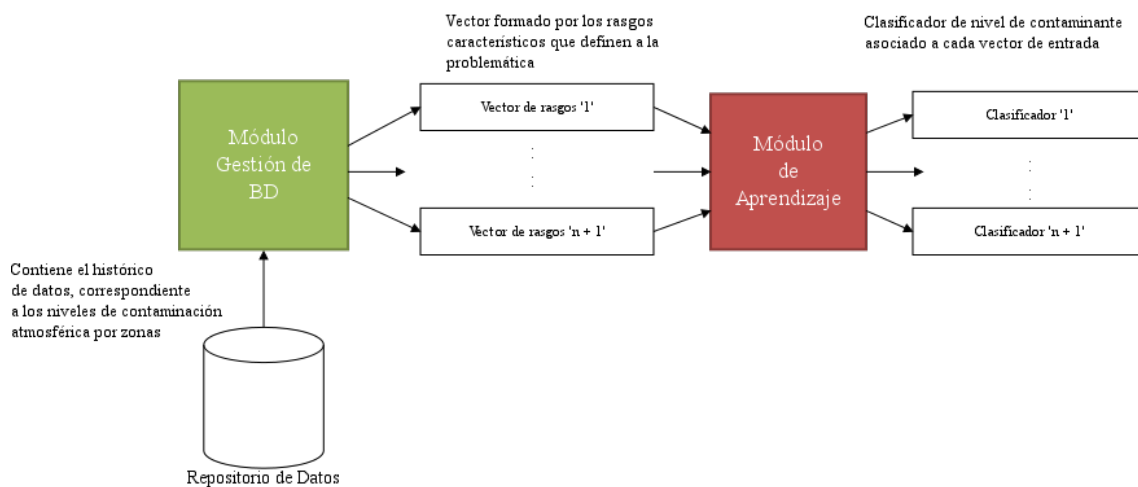 Vector formado por los rasgos
característicos que definen a la
problemática
Clasificador de nivel de contaminante
asociado a cada vector de entrada
Módulo
Gestión de
BD
Vector de rasgos '1'
:
:
Vector de rasgos 'n + 1'
Módulo
de
Aprendizaje
Clasificador '1'
:
:
Clasificador 'n + 1'
Contiene el histórico
de datos, correspondiente
a los niveles de contaminación
atmosférica por zonas
Repositorio de Datos